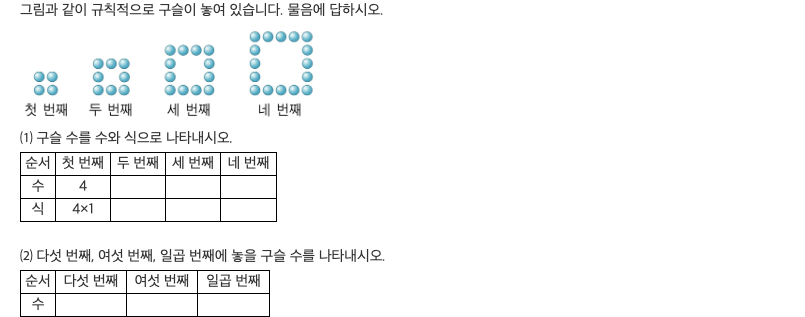 그림과 같이 규칙적으로 구슬이 놓여 있습니다. 물음에 답하시오.
첫 번째 두 번째 세 번째 네 번째
(1) 구슬 수를 수와 식으로 나타내시오.
순서 첫 번째 두 번째 세 번째 네 번째
수 4
식 4×1
(2) 다섯 번째, 여섯 번째, 일곱 번째에 놓을 구슬 수를 나타내시오.
순서 다섯 번째 여섯 번째 일곱 번째
수